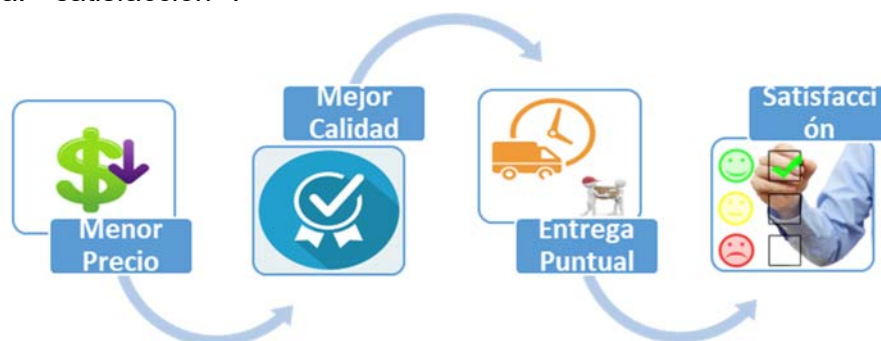 Mejor
Calidad
Satisfacci
ón
Menor
Precio
Entrega
Puntual